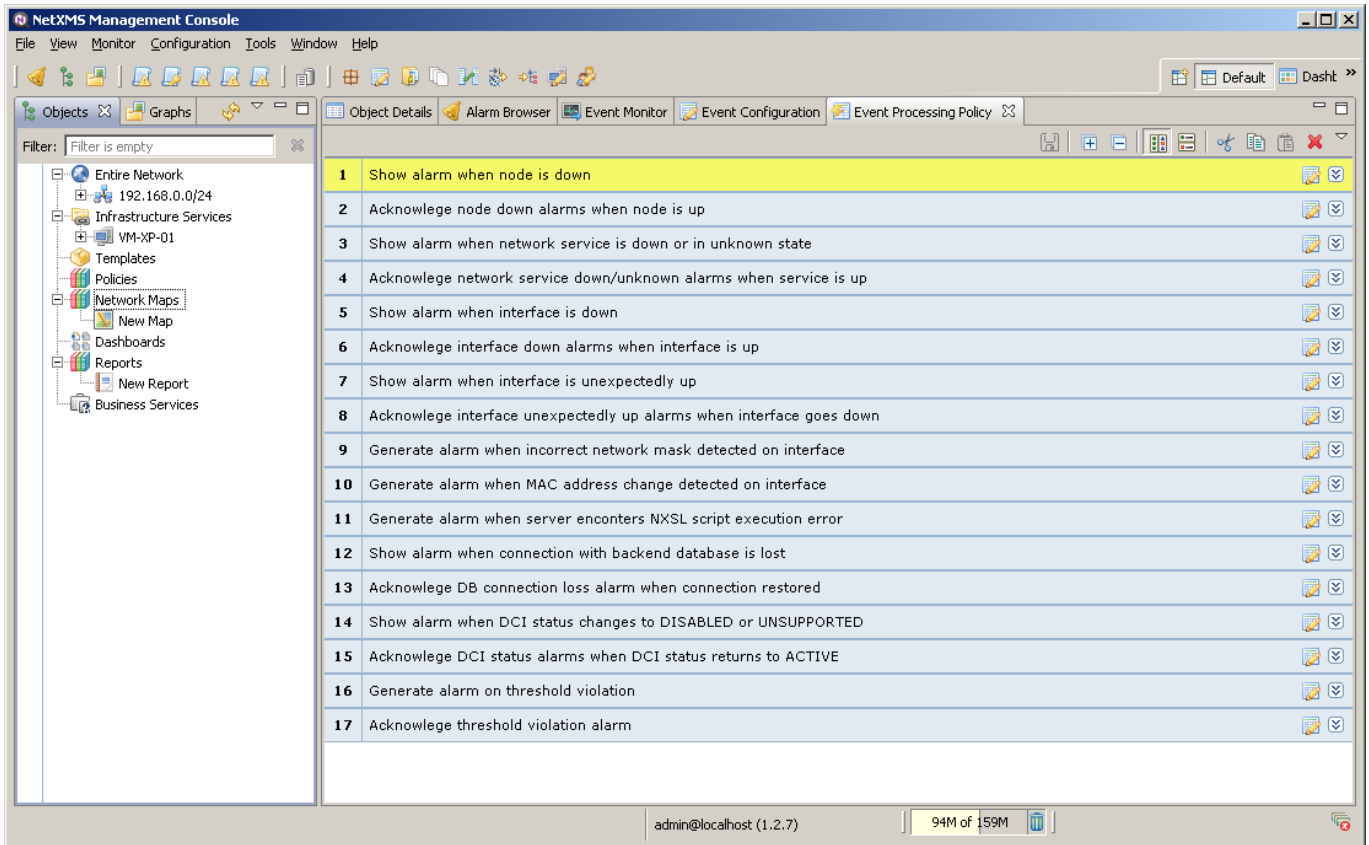 NetXMS Management Console
File View Monitor Configuration Tools Window Help
Default Dasht
Objects Graphs
Object Details Alarm Browser Event Monitor Event Configuration Event Processing Policy
Filter: Filter is empty
Entire Network
192.168.0.0/24
Infrastructure Services
VM-XP-01
Templates
Policies
Network Maps
New Map
Dashboards
Reports
New Report
Business Services
1 Show alarm when node is down
2 Acknowlege node down alarms when node is up
3 Show alarm when network service is down or in unknown state
4 Acknowlege network service down/unknown alarms when service is up
5 Show alarm when interface is down
6 Acknowlege interface down alarms when interface is up
7 Show alarm when interface is unexpectedly up
8 Acknowlege interface unexpectedly up alarms when interface goes down
9 Generate alarm when incorrect network mask detected on interface
10 Generate alarm when MAC address change detected on interface
11 Generate alarm when server enconters NXSL script execution error
12 Show alarm when connection with backend database is lost
13 Acknowlege DB connection loss alarm when connection restored
14 Show alarm when DCI status changes to DISABLED or UNSUPPORTED
15 Acknowlege DCI status alarms when DCI status returns to ACTIVE
16 Generate alarm on threshold violation
17 Acknowlege threshold violation alarm
admin@localhost (1.2.7)
94M of 159M